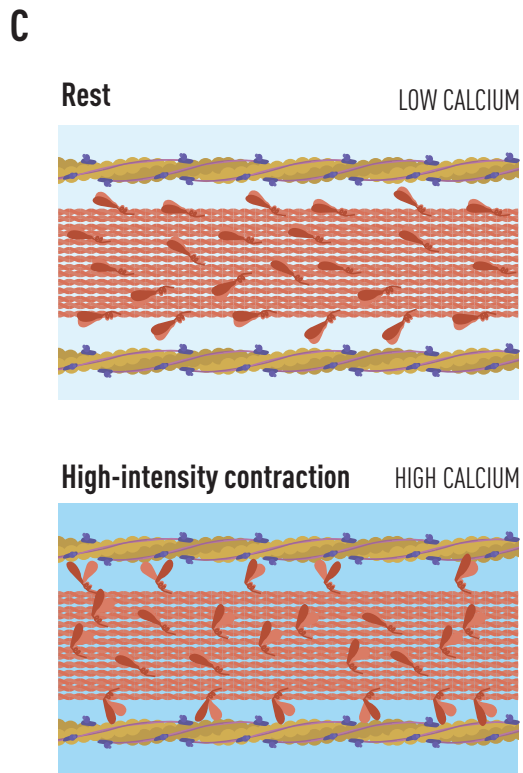 C
Rest
LOW CALCIUM
High-intensity contraction
HIGH CALCIUM